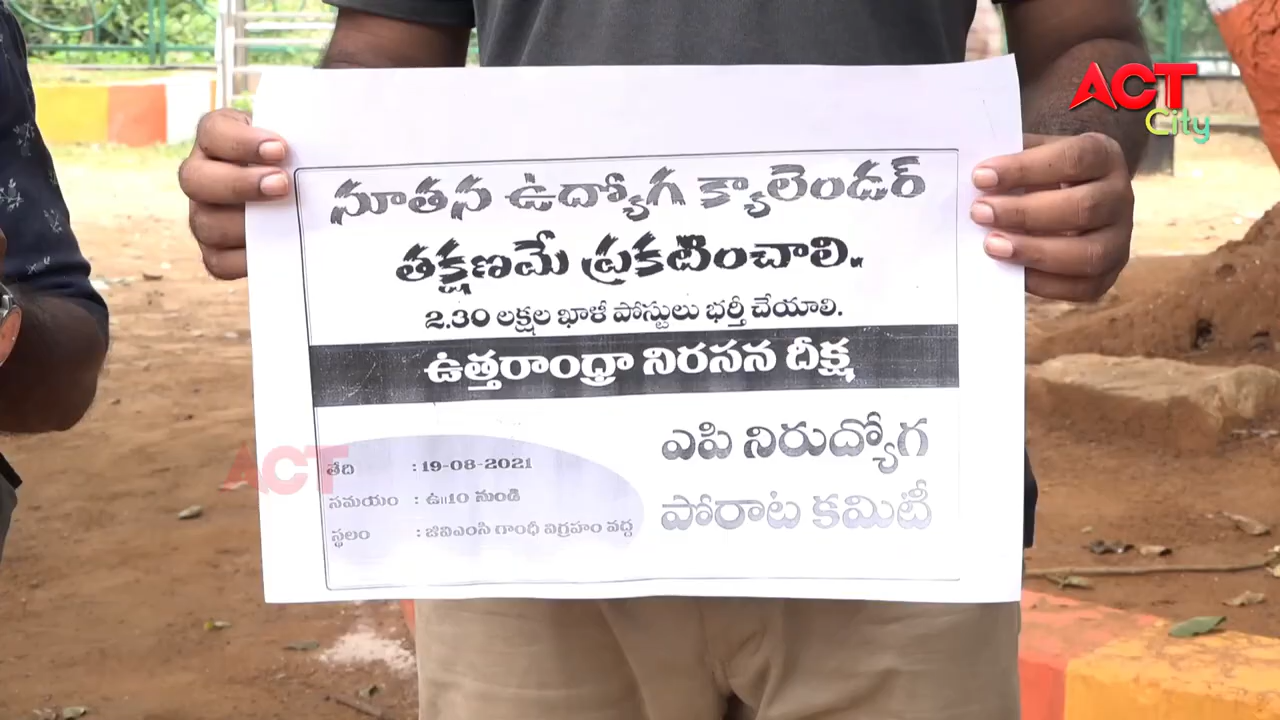 ACT
City
నూతన ఉద్యోగ క్యాలెండర్
తక్షణమే ప్రకటించాలి.
2.30 లక్షల ఖాళీ పోస్టులు భర్తీ చేయాలి.
ఉత్తరాంధ్రా నిరసన దీక్ష
ఎపి నిరుద్యోగ
పోరాట కమిటీ
ACT
తేది : 19-08-2021
సమయం : ఉ॥10 నుండి
స్థలం : జివిఎంసి గాంధీ విగ్రహం వద్ద